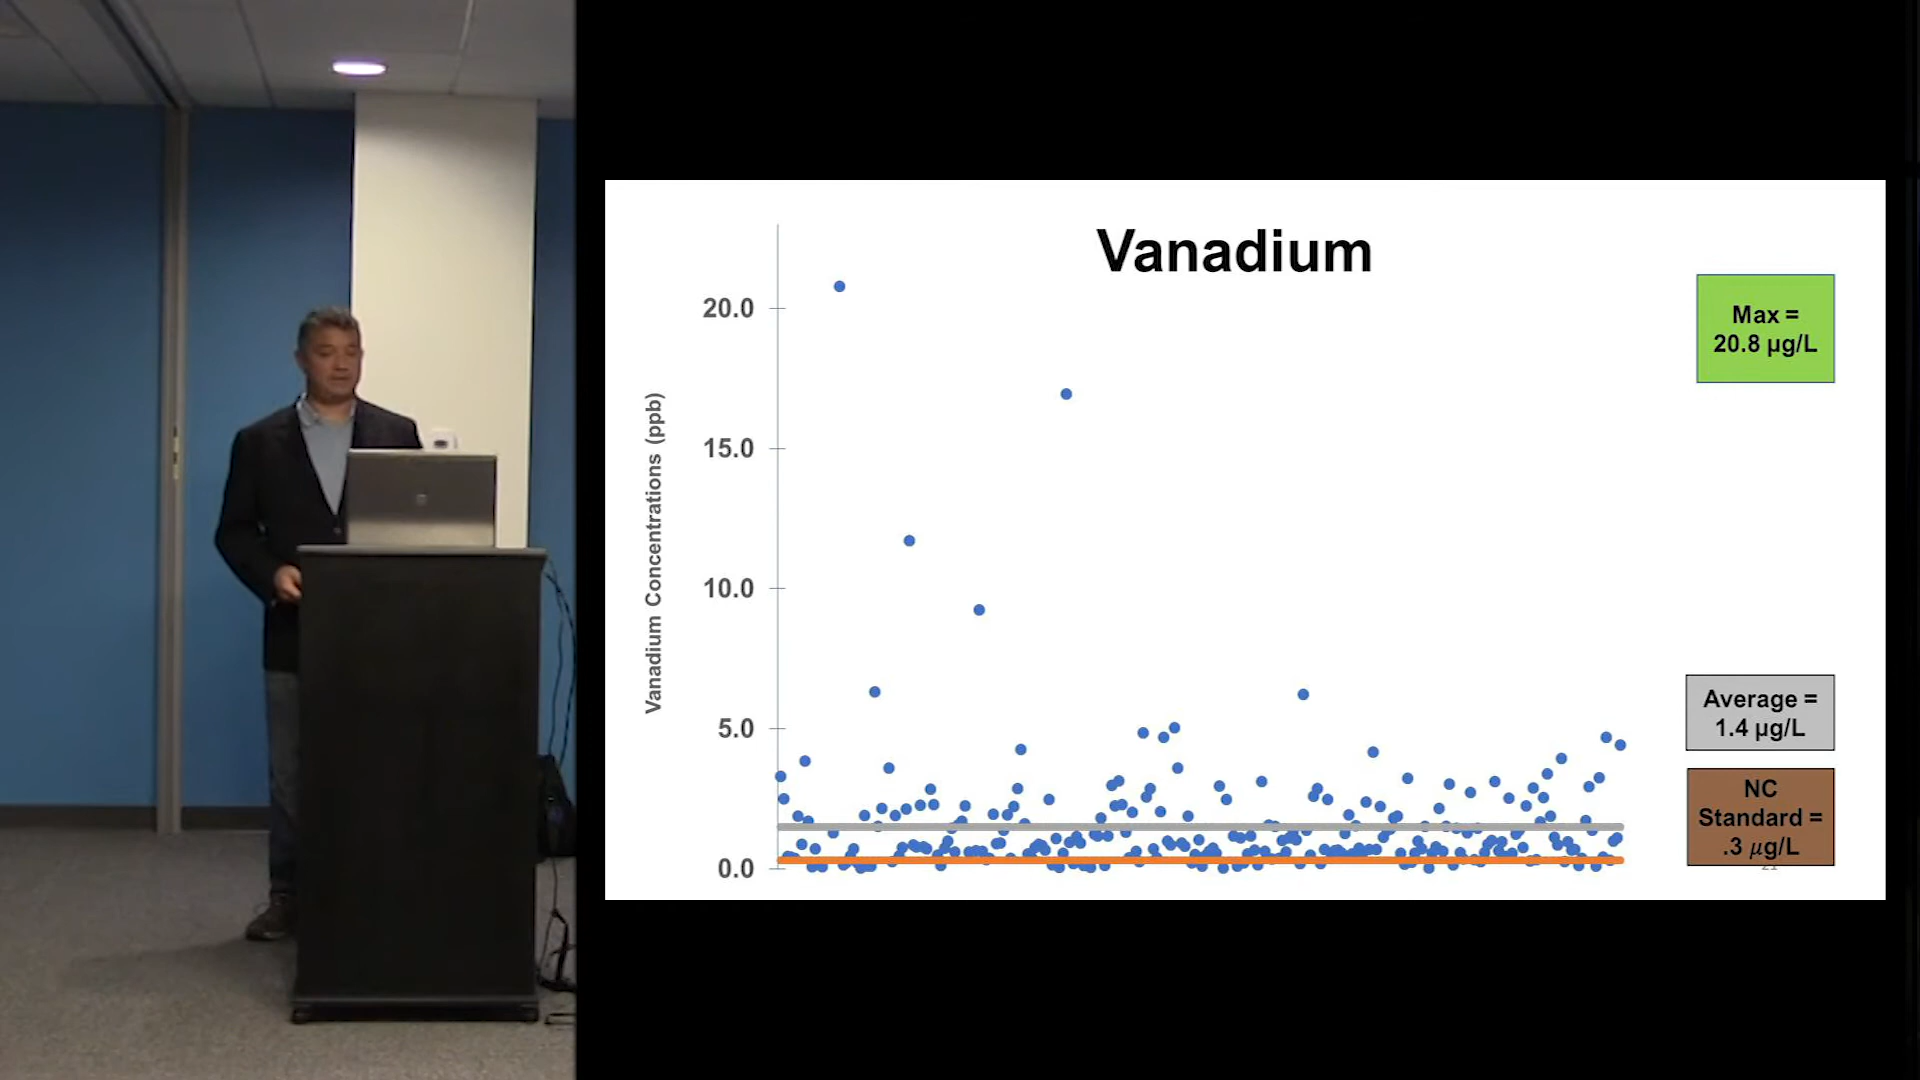 Vanadium
Vanadium Concentrations (ppb)
20.0
15.0
10.0
5.0
0.0
Max =
20.8 µg/L
Average =
1.4 µg/L
NC
Standard =
.3 µg/L
21